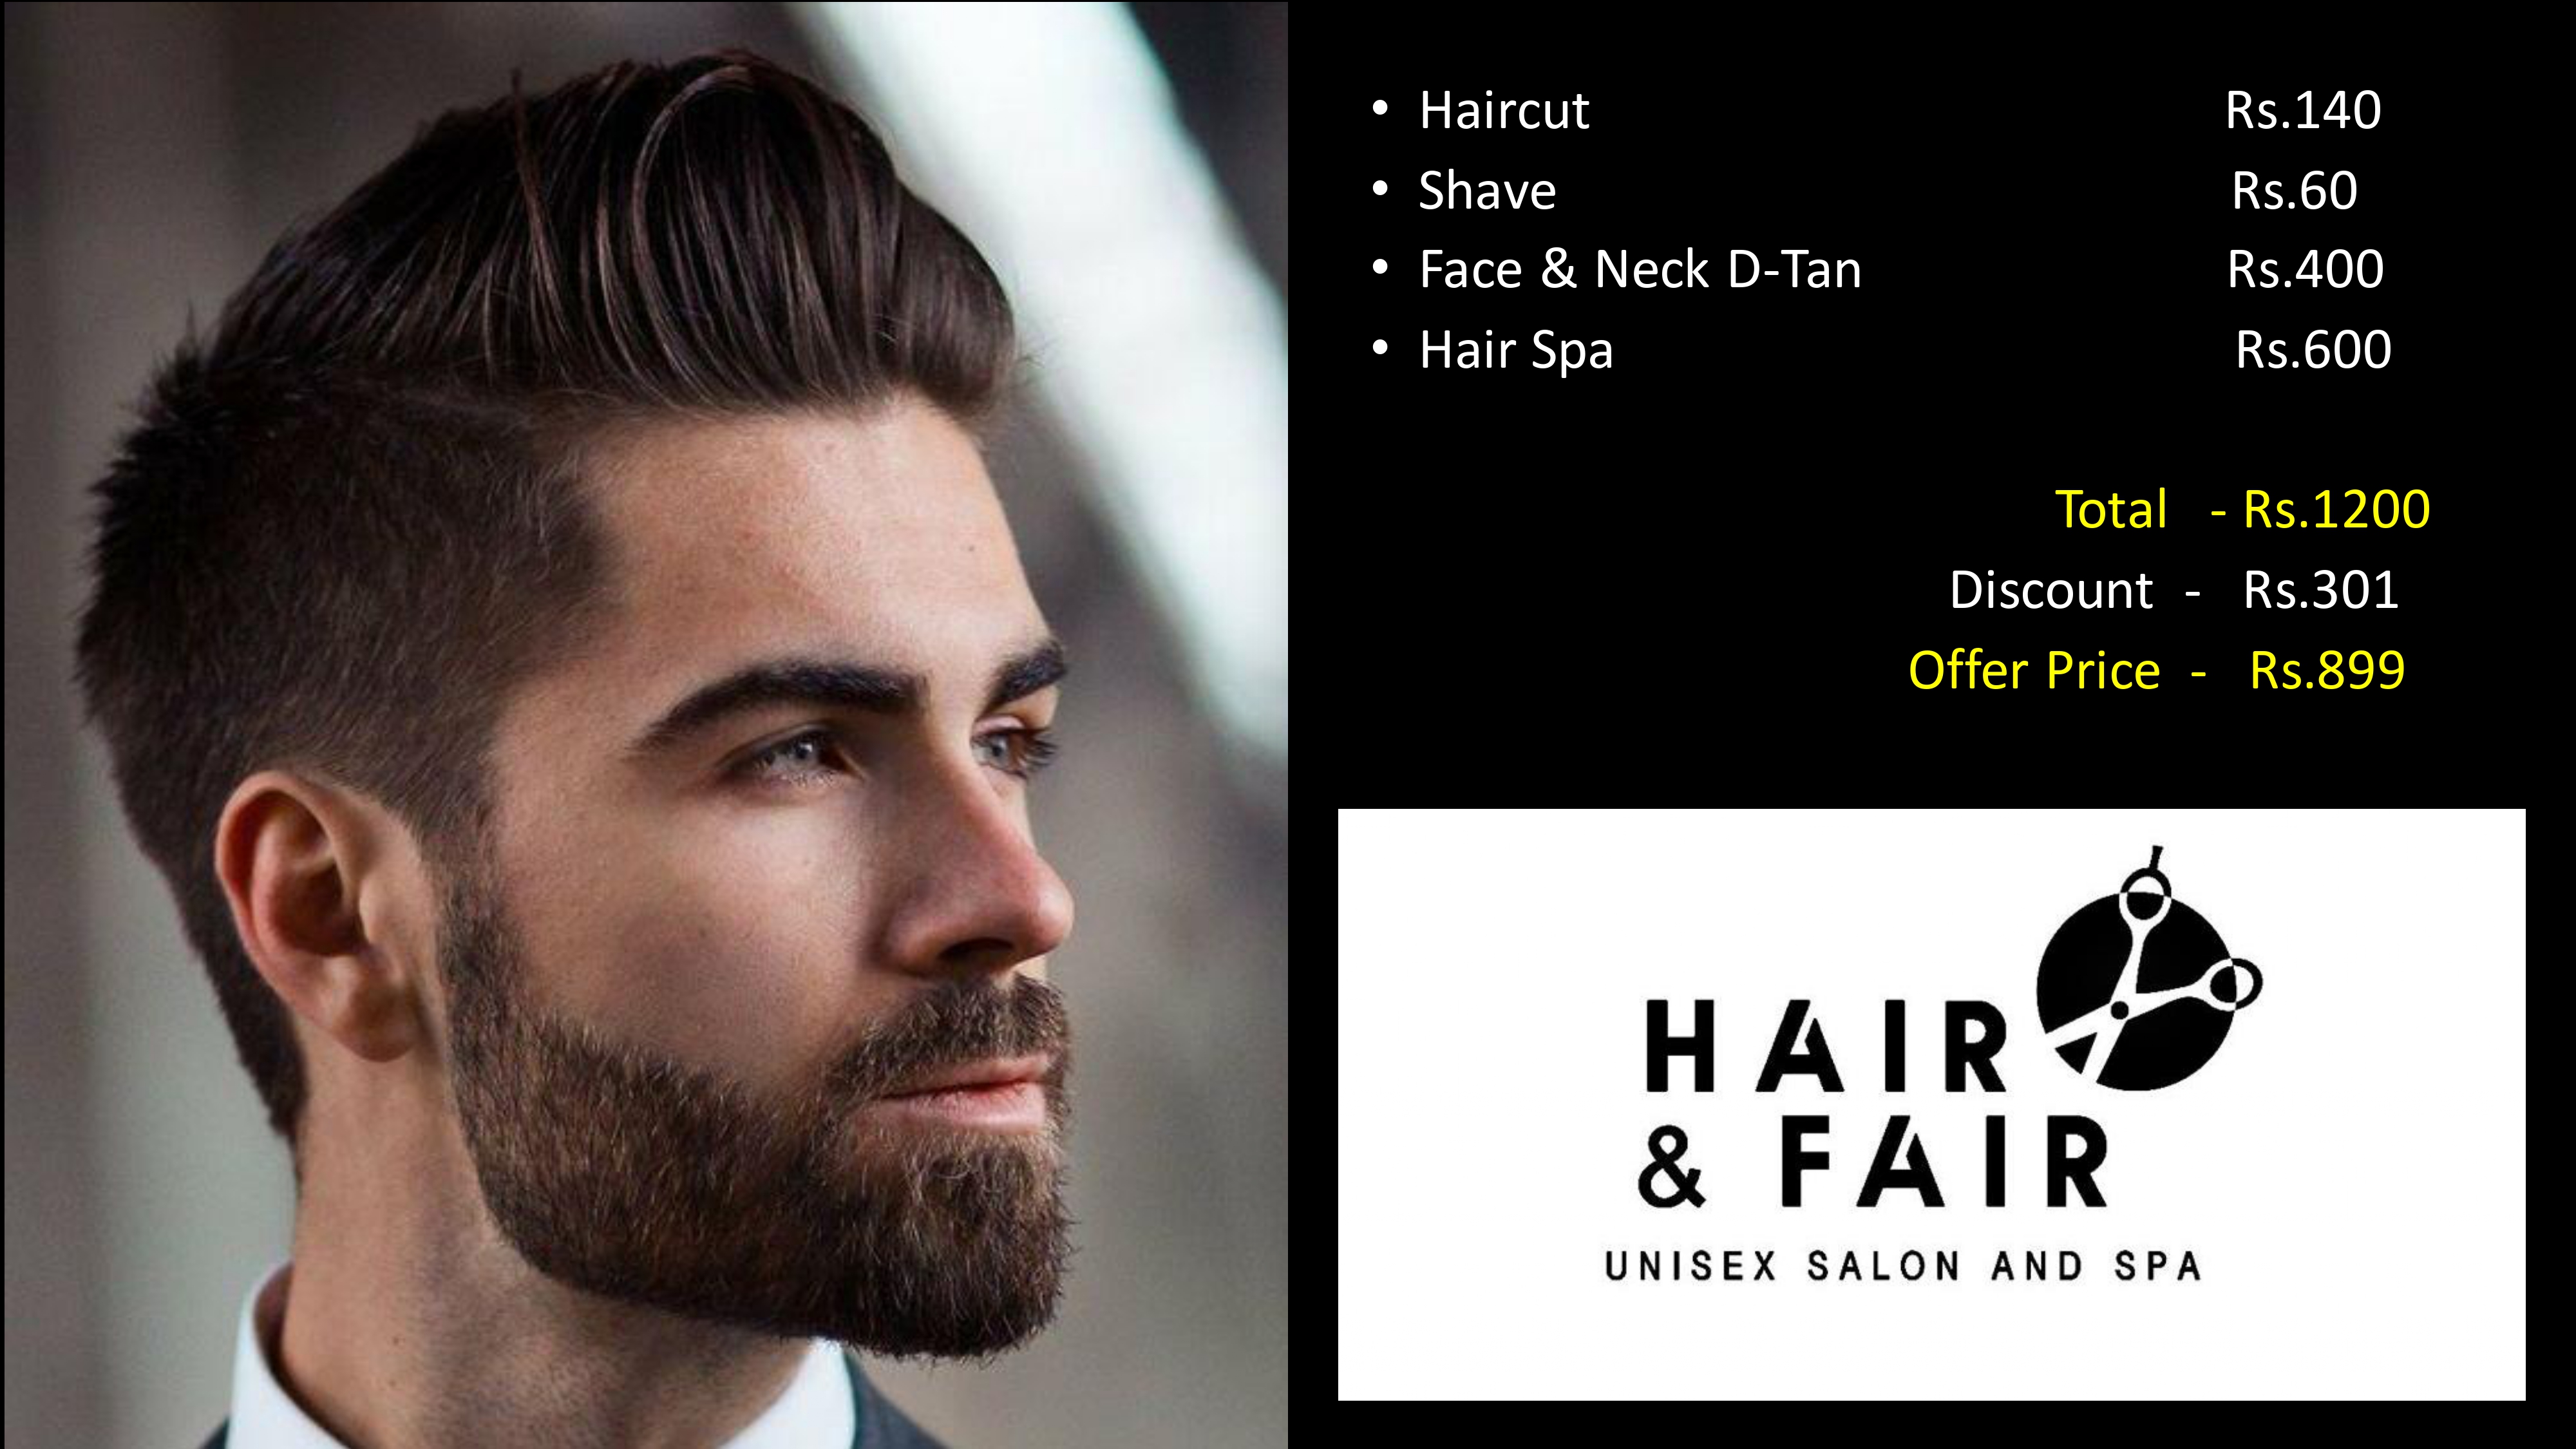 • Haircut Rs.140
• Shave Rs.60
• Face & Neck D-Tan Rs.400
• Hair Spa Rs.600
Total - Rs.1200
Discount - Rs.301
Offer Price - Rs.899
HAIR
& FAIR
UNISEX SALON AND SPA